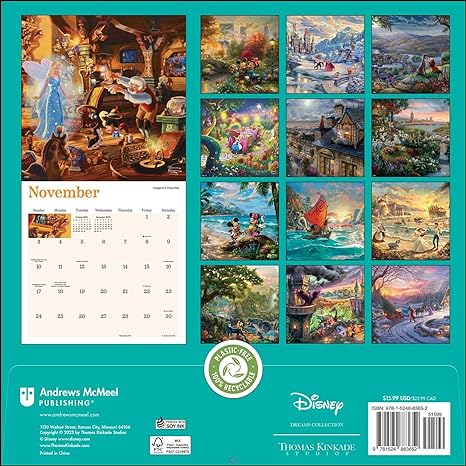 November
Geppetto's Pinocchio
Sunday Monday Tuesday Wednesday Thursday Friday Saturday
1 2
3 4 5 6 7 8 9
10 11 12 13 14 15 16
17 18 19 20 21 22 23
24 25 26 27 28 29 30
PLASTIC-FREE
100% RECYCLABLE
Andrews McMeel
PUBLISHING®
www.andrewsmcmeel.com
1130 Walnut Street, Kansas City, Missouri 64106
Copyright © 2023 by Thomas Kinkade Studios
© Disney www.disney.com
Printed in China
PRINTED WITH
SOY INK
FSC
MIX
Disney
DREAMS COLLECTION
THOMAS KINKADE
STUDIOS
$15.99 USD/$22.99 CAD
ISBN: 978-1-5248-8365-2
51599
9 781524 883652